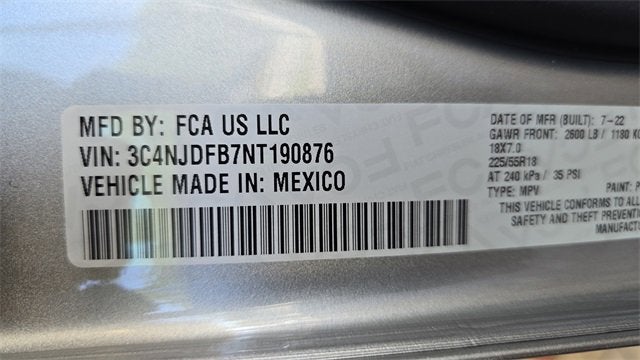 MFD BY: FCA US LLC
VIN: 3C4NJDFB7NT190876
VEHICLE MADE IN: MEXICO
DATE OF MFR (BUILT): 7-22
GAWR FRONT: 2600 LB/ 1180 KG
18X7.0
225/55R18
AT 240 kPa / 35 PSI
TYPE: MPV PAINT: P
THIS VEHICLE CONFORMS TO ALL
SAFETY AND THEFT PREVENTI
MANUFACTU